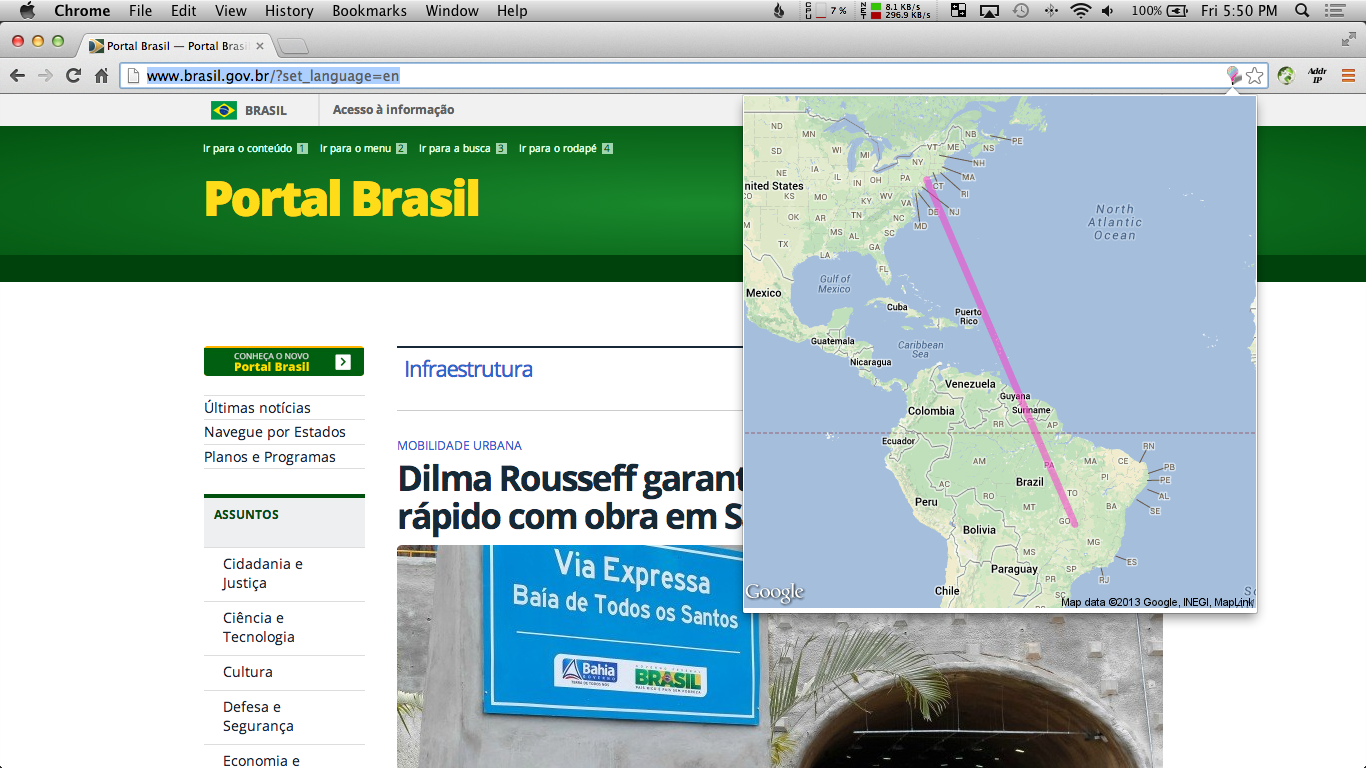 Chrome File Edit View History Bookmarks Window Help
CPU 7% NET 8.1 KB/s 296.9 KB/s 100% Fri 5:50 PM
Portal Brasil — Portal Brasil
www.brasil.gov.br/?set_language=en
Addr IP
BRASIL
Acesso à informação
Ir para o conteúdo 1 Ir para o menu 2 Ir para a busca 3 Ir para o rodapé 4
Portal Brasil
CONHEÇA O NOVO
Portal Brasil
Últimas notícias
Navegue por Estados
Planos e Programas
ASSUNTOS
Cidadania e
Justiça
Ciência e
Tecnologia
Cultura
Defesa e
Segurança
Economia e
Infraestrutura
MOBILIDADE URBANA
Dilma Rousseff garant
rápido com obra em S
Via Expressa
Baía de Todos os Santos
Bahia
GOVERNO
TERRA DE TODOS NÓS
GOVERNO FEDERAL
BRASIL
PAÍS RICO É PAÍS SEM POBREZA
ND MN NB PE
SD WI MI VT ME NS
NY NH
NE IA PA MA
nited States IL IN OH CT RI
CO KS MO KY WV VA DE NJ
OK AR TN NC MD
MS SC
TX AL GA
LA
FL
North
Atlantic
Ocean
Gulf of
Mexico
Mexico
Cuba
Puerto
Rico
Guatemala
Caribbean
Sea
Nicaragua
Venezuela
Guyana
Colombia
Suriname
RR AP
Ecuador
RN
AM PA MA CE PB
PI PE
AC Brazil TO AL
Peru RO SE
MT BA
Bolivia GO
MG
MS ES
Paraguay SP
PR RJ
Chile SC
Google
Map data ©2013 Google, INEGI, MapLink